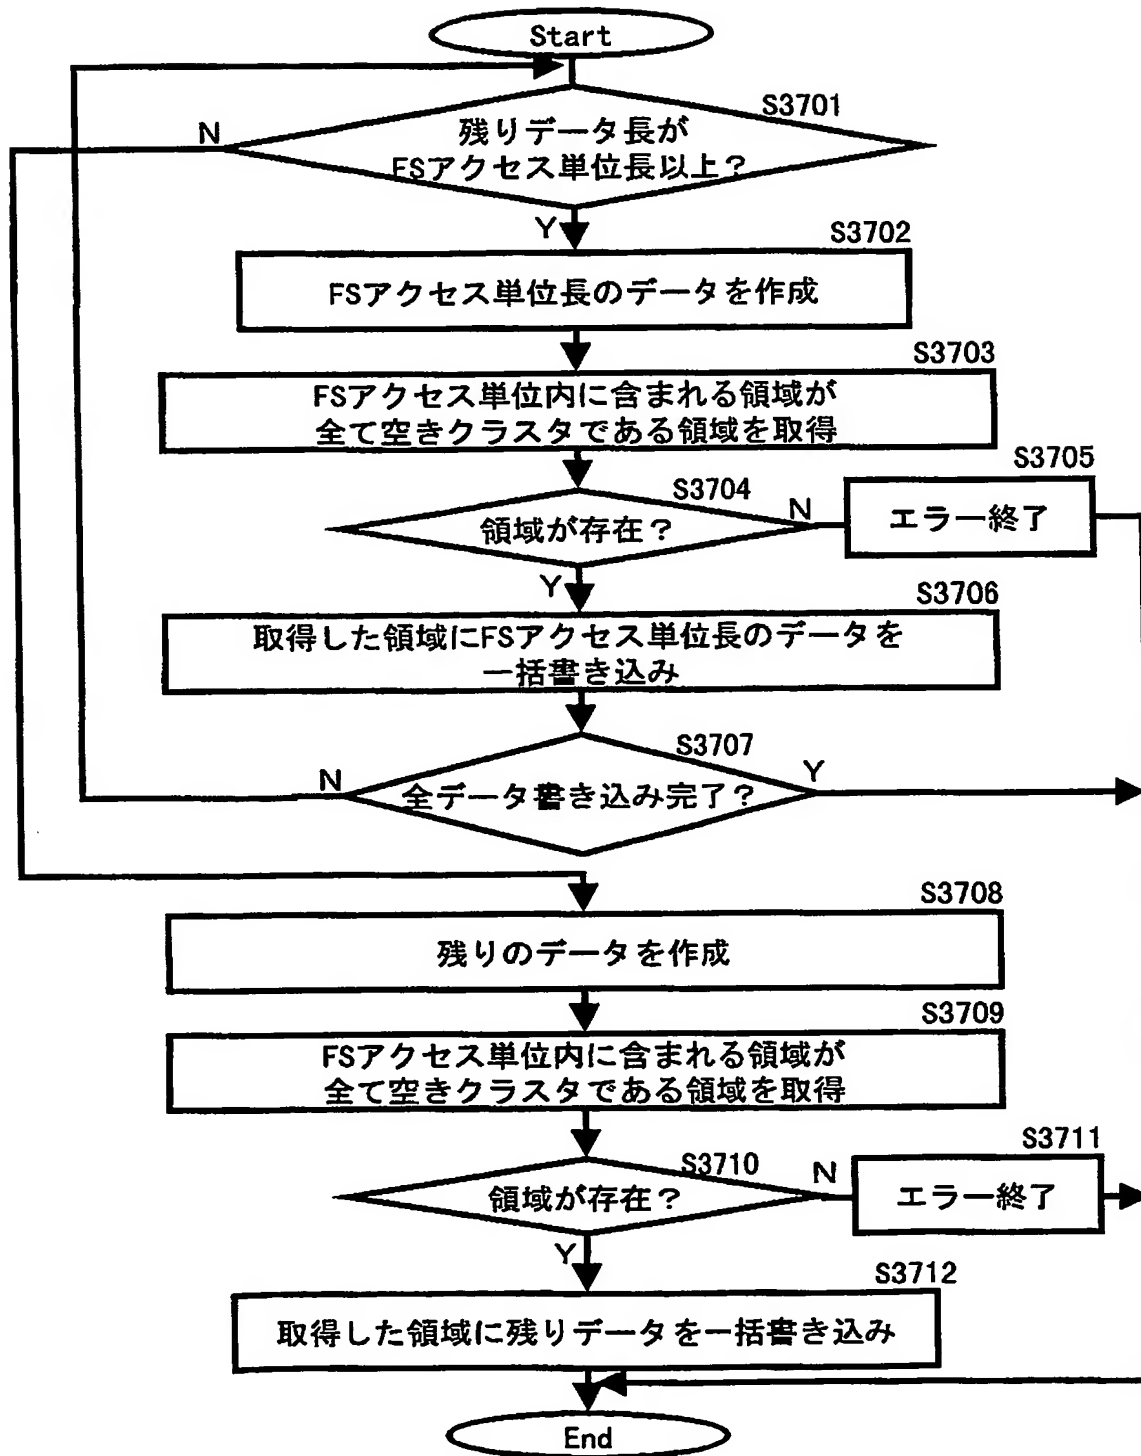 Start
S3701
N
残りデータ長が
FSアクセス単位長以上？
Y
S3702
FSアクセス単位長のデータを作成
S3703
FSアクセス単位内に含まれる領域が
全て空きクラスタである領域を取得
S3705
S3704
N
エラー終了
領域が存在？
Y
S3706
取得した領域にFSアクセス単位長のデータを
一括書き込み
S3707
N
Y
全データ書き込み完了？
S3708
残りのデータを作成
S3709
FSアクセス単位内に含まれる領域が
全て空きクラスタである領域を取得
S3711
S3710
N
エラー終了
領域が存在？
Y
S3712
取得した領域に残りデータを一括書き込み
End